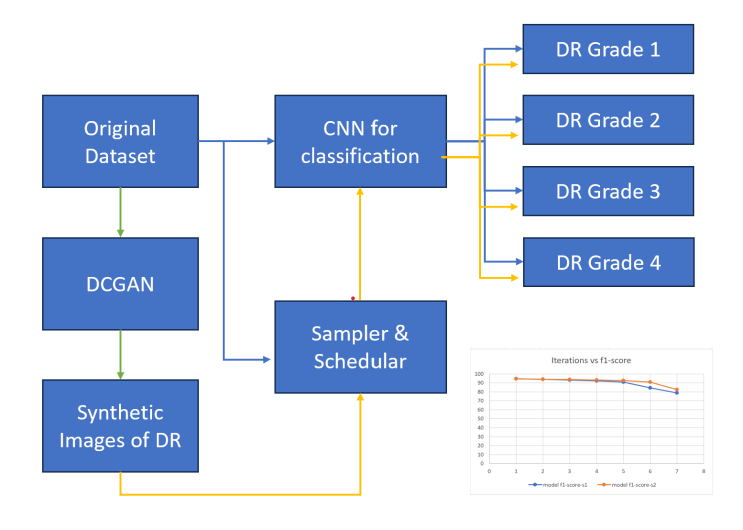 Original
Dataset
CNN for
classification
DR Grade 1
DR Grade 2
DR Grade 3
DR Grade 4
DCGAN
Sampler &
Schedular
Synthetic
Images of DR
Iterations vs f1-score
100
90
80
70
60
50
40
30
20
10
0
0 1 2 3 4 5 6 7 8
model f1-score-s1 model f1-score-s2